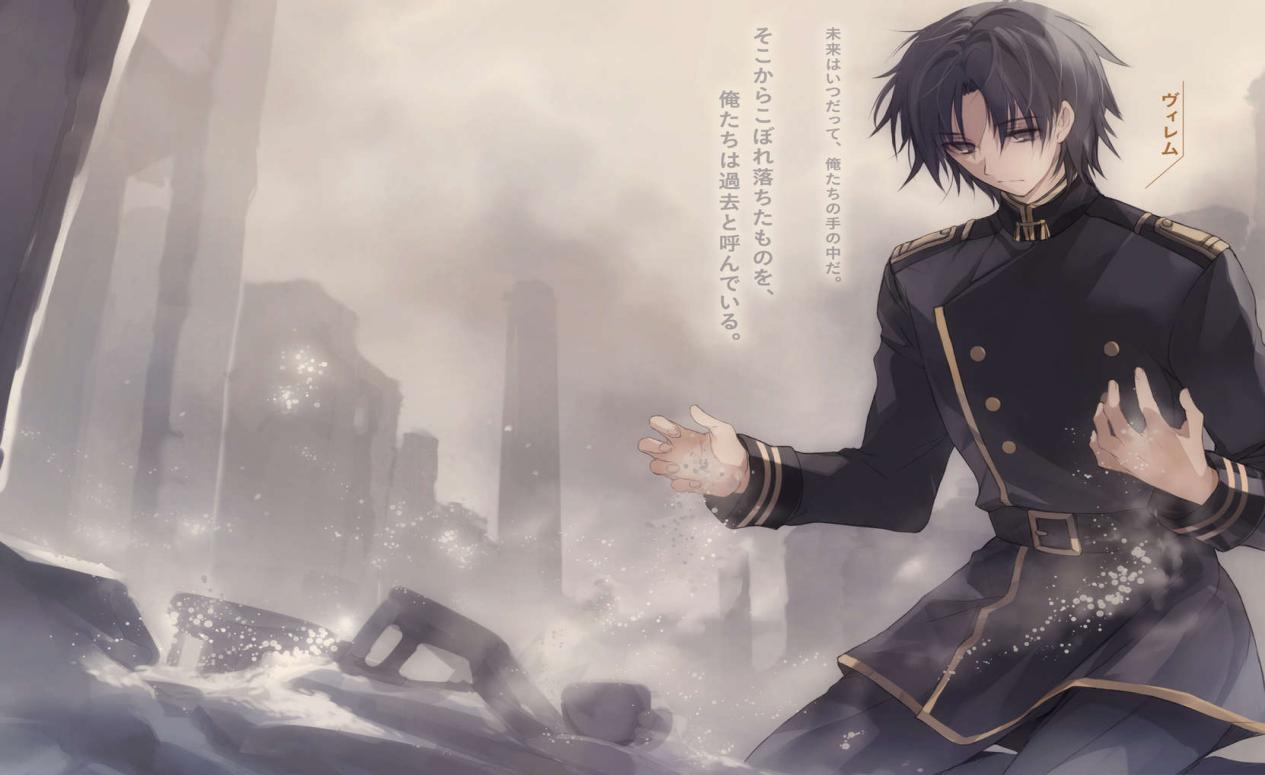 ヴィレム
未来はいつだって、俺たちの手の中だ。
そこからこぼれ落ちたものを、
俺たちは過去と呼んでいる。